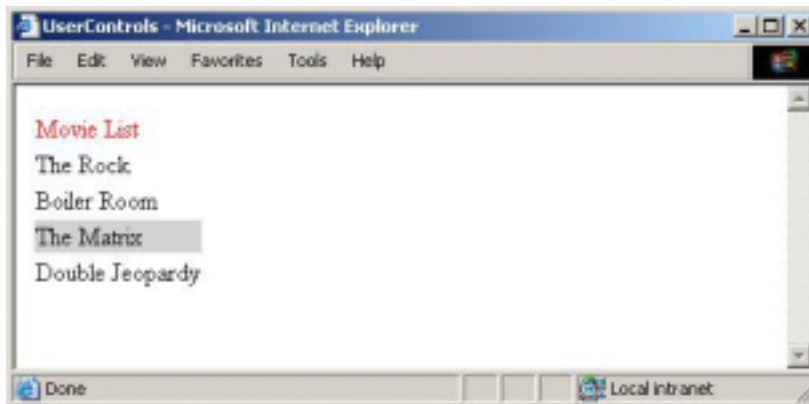 UserControls - Microsoft Internet Explorer
File Edit View Favorites Tools Help
Movie List
The Rock
Boiler Room
The Matrix
Double Jeopardy
Done Local intranet